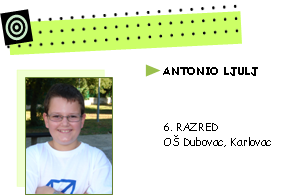 ANTONIO LJULJ
6. RAZRED
OŠ Dubovac, Karlovac